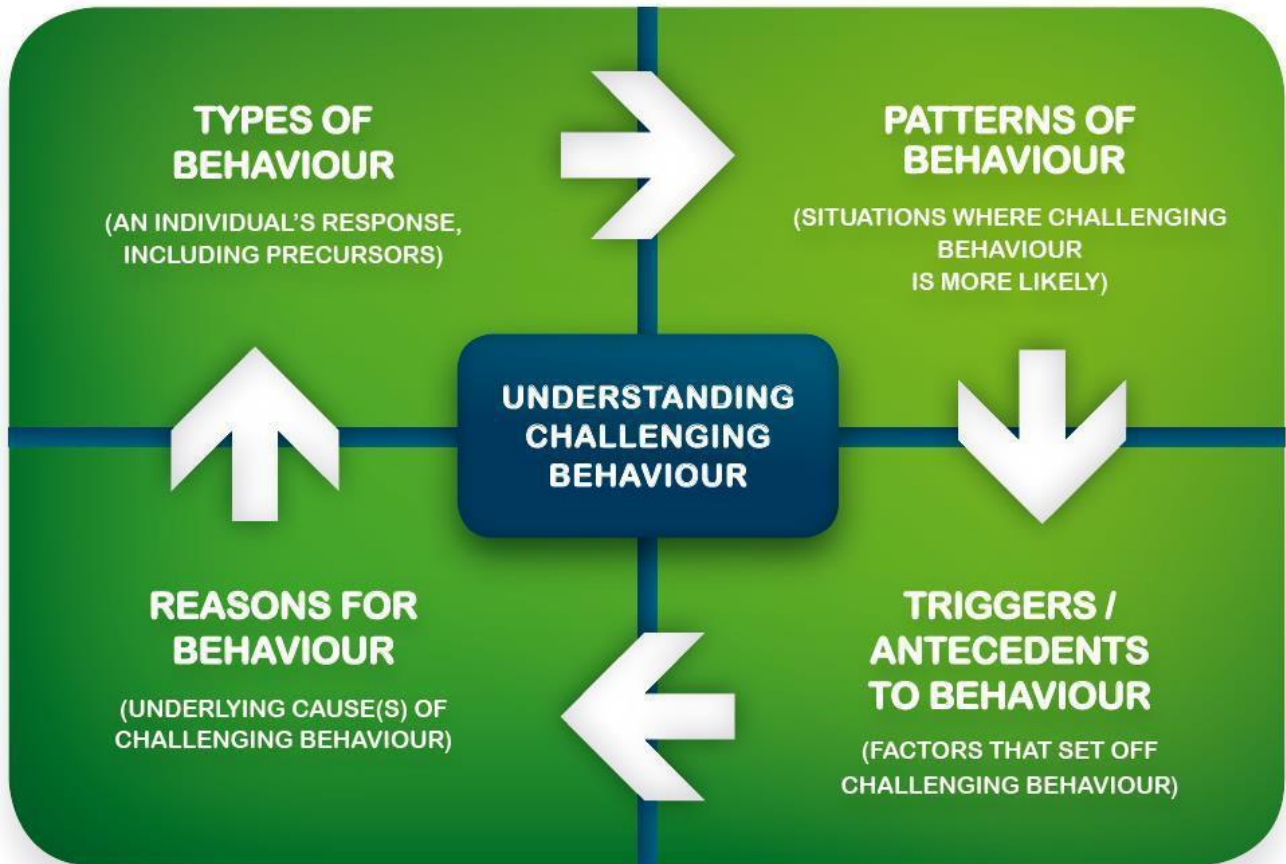 TYPES OF
BEHAVIOUR
(AN INDIVIDUAL'S RESPONSE,
INCLUDING PRECURSORS)
PATTERNS OF
BEHAVIOUR
(SITUATIONS WHERE CHALLENGING
BEHAVIOUR
IS MORE LIKELY)
UNDERSTANDING
CHALLENGING
BEHAVIOUR
REASONS FOR
BEHAVIOUR
(UNDERLYING CAUSE(S) OF
CHALLENGING BEHAVIOUR)
TRIGGERS /
ANTECEDENTS
TO BEHAVIOUR
(FACTORS THAT SET OFF
CHALLENGING BEHAVIOUR)